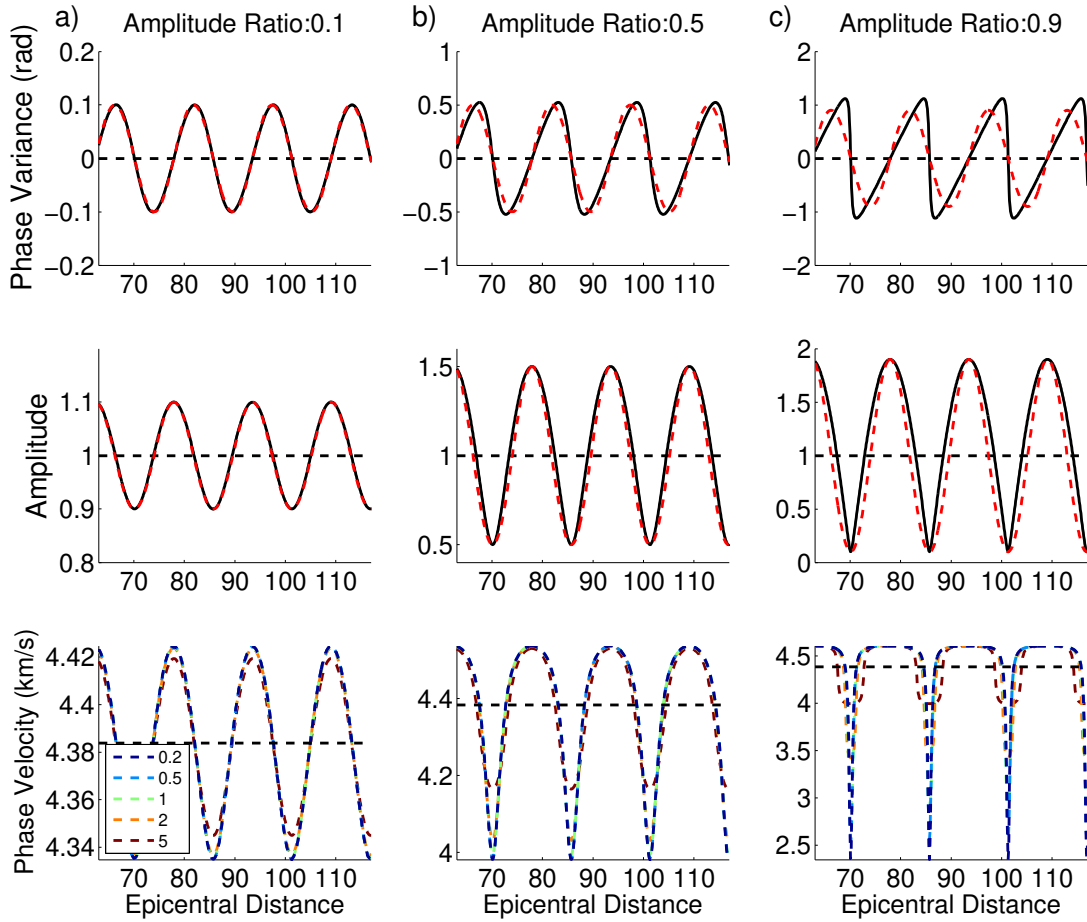 a) Amplitude Ratio:0.1
b) Amplitude Ratio:0.5
c) Amplitude Ratio:0.9
Phase Variance (rad)
0.2
0.1
0
−0.1
−0.2
70 80 90 100 110
1
0.5
0
−0.5
−1
70 80 90 100 110
2
1
0
−1
−2
70 80 90 100 110
Amplitude
1.1
1
0.9
0.8
70 80 90 100 110
1.5
1
0.5
70 80 90 100 110
2
1.5
1
0.5
0
70 80 90 100 110
Phase Velocity (km/s)
4.42
4.4
4.38
4.36
4.34
0.2
0.5
1
2
5
70 80 90 100 110
Epicentral Distance
4.4
4.2
4
70 80 90 100 110
Epicentral Distance
4.5
4
3.5
3
2.5
70 80 90 100 110
Epicentral Distance